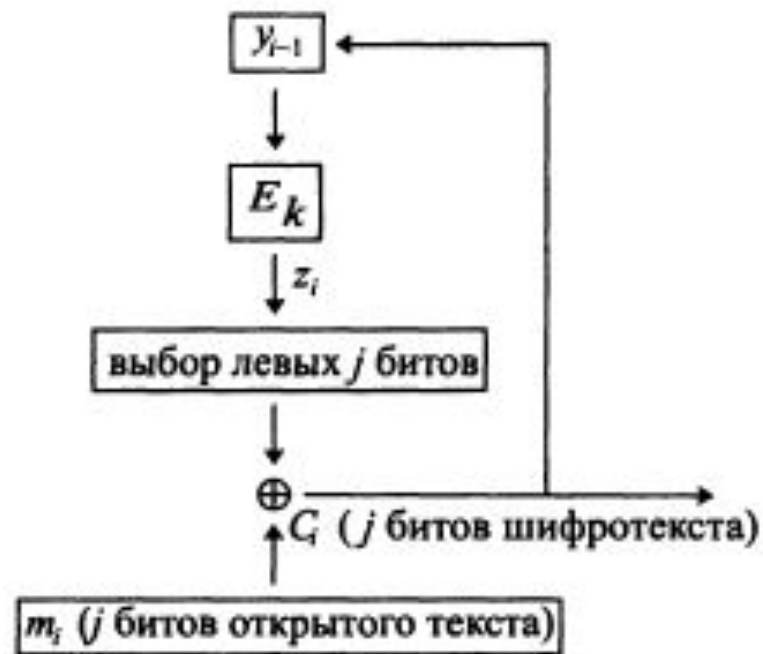 y_{i-1}
E_k
z_i
выбор левых j битов
⊕
C_i (j битов шифротекста)
m_i (j битов открытого текста)